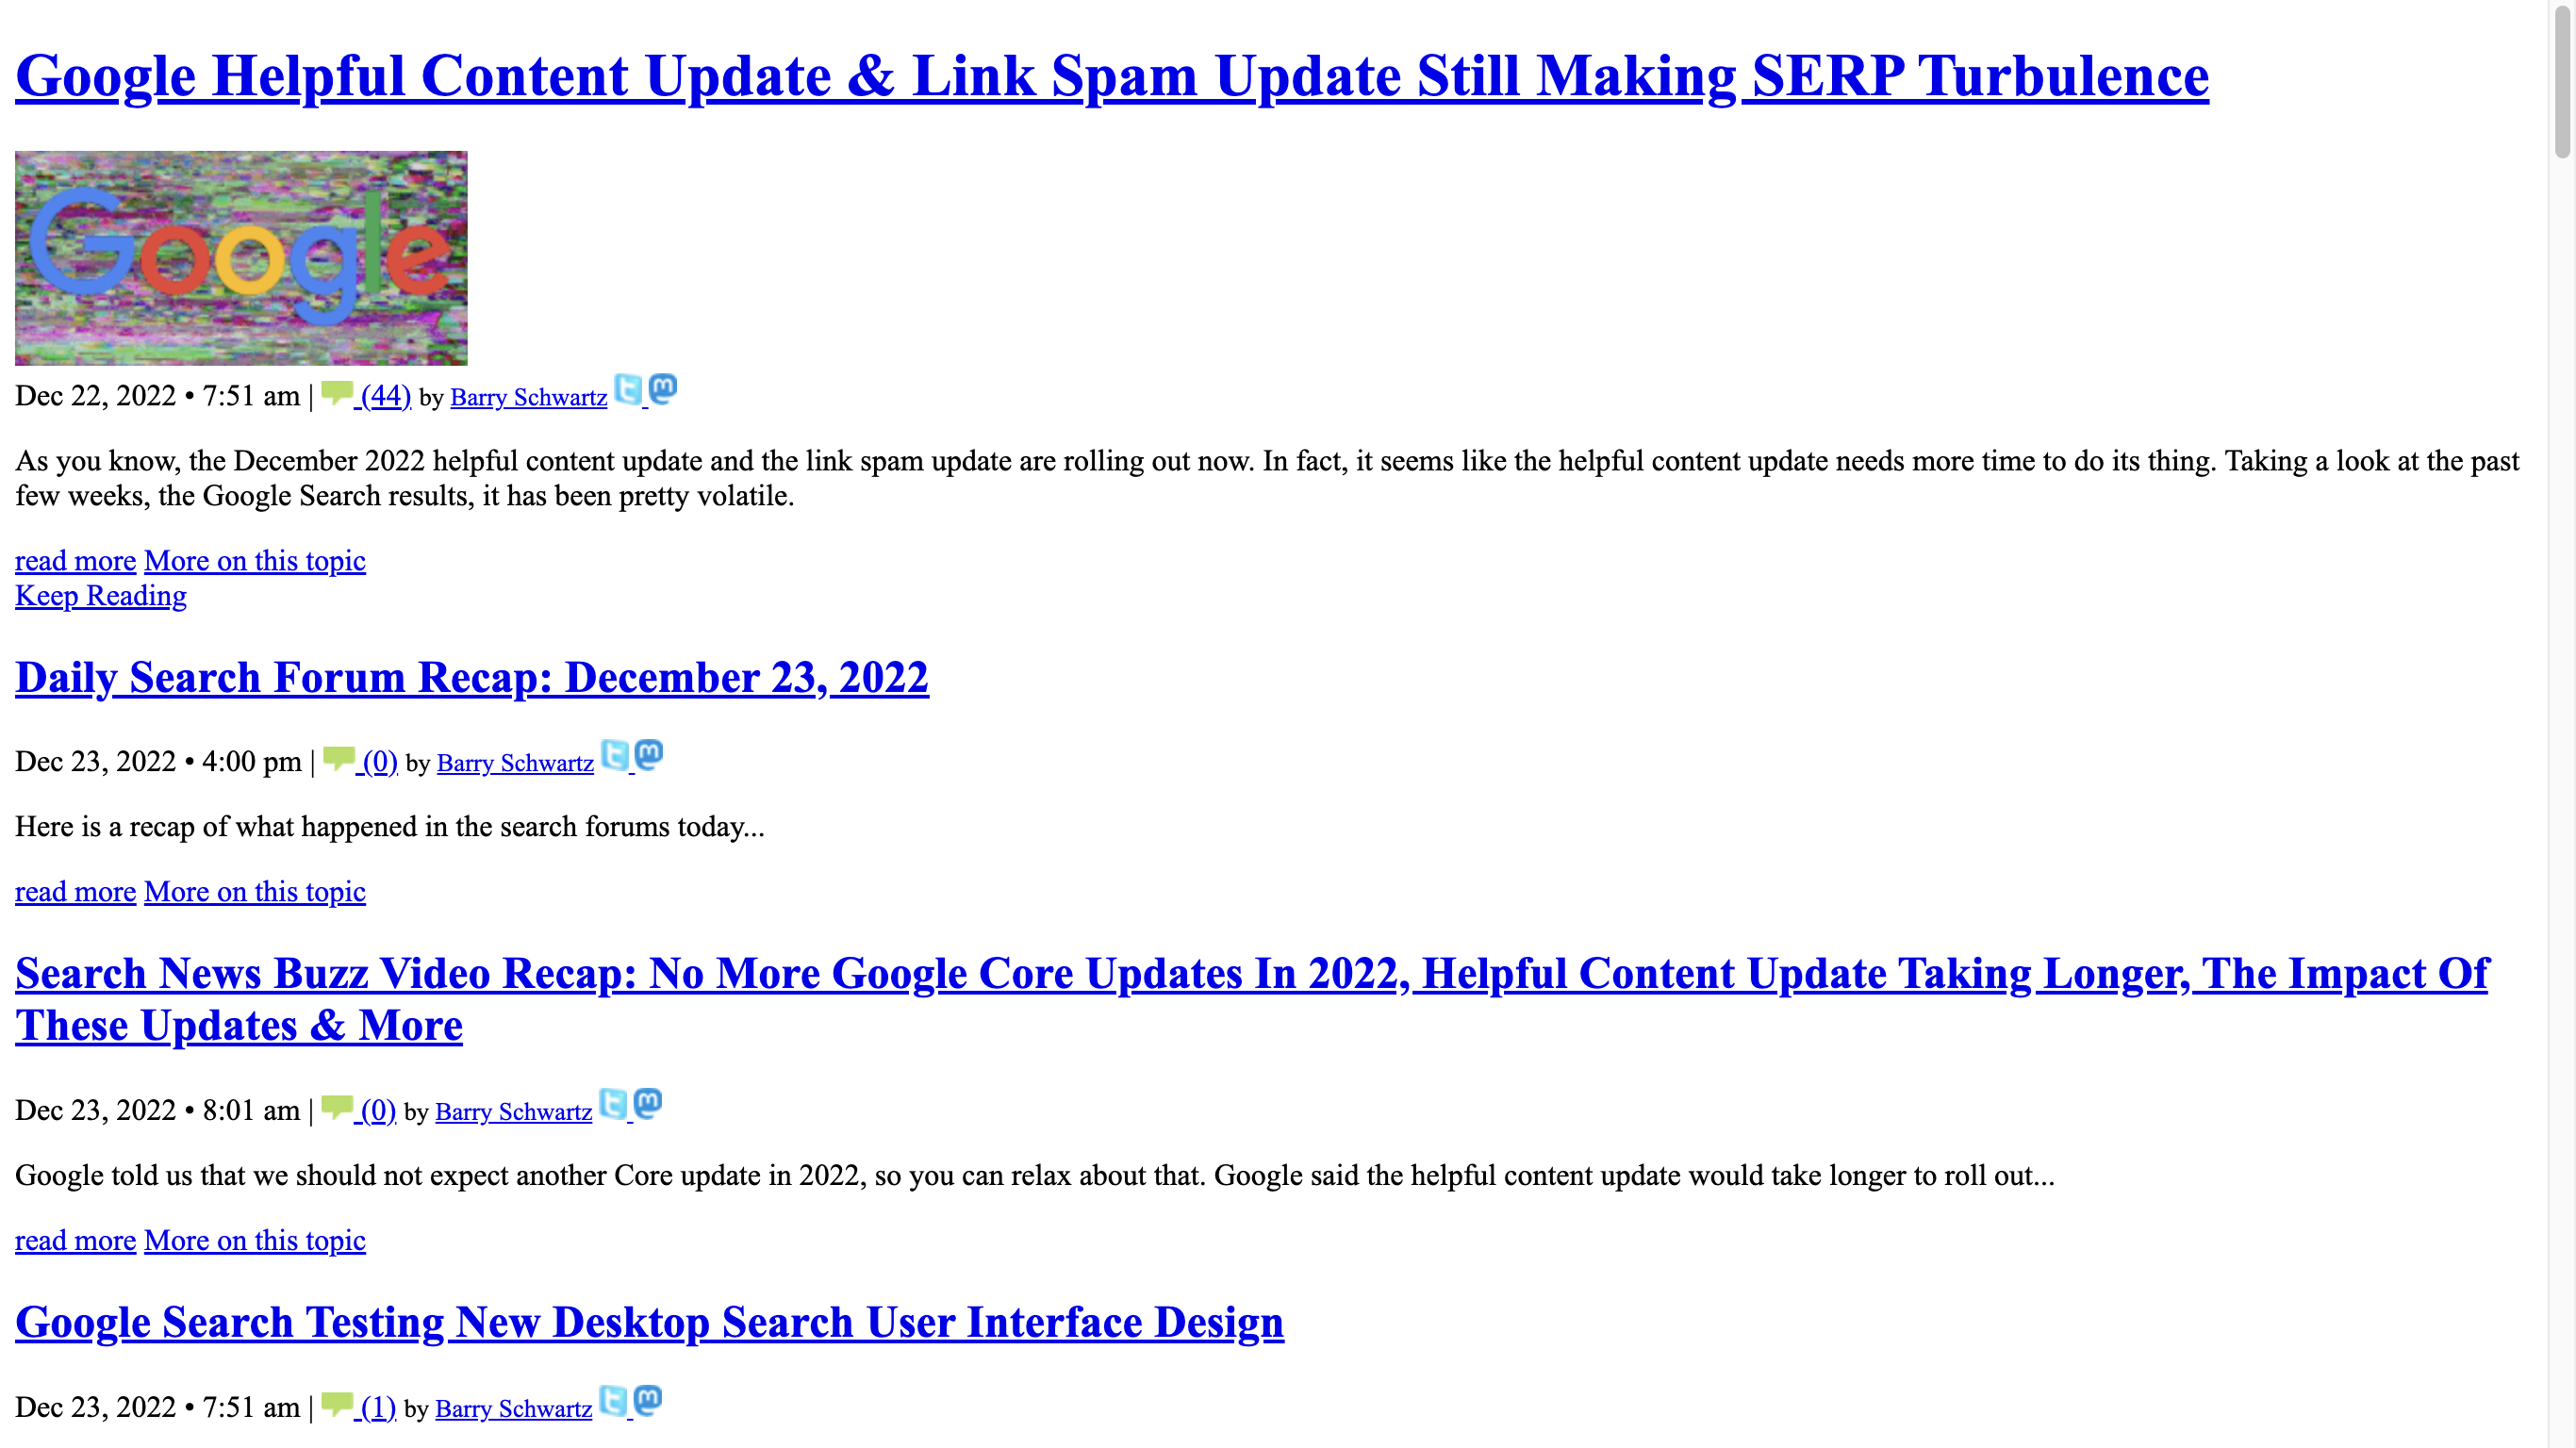 Google Helpful Content Update & Link Spam Update Still Making SERP Turbulence
Google
Dec 22, 2022 • 7:51 am | (44) by Barry Schwartz
As you know, the December 2022 helpful content update and the link spam update are rolling out now. In fact, it seems like the helpful content update needs more time to do its thing. Taking a look at the past
few weeks, the Google Search results, it has been pretty volatile.
read more More on this topic
Keep Reading
Daily Search Forum Recap: December 23, 2022
Dec 23, 2022 • 4:00 pm | (0) by Barry Schwartz
Here is a recap of what happened in the search forums today...
read more More on this topic
Search News Buzz Video Recap: No More Google Core Updates In 2022, Helpful Content Update Taking Longer, The Impact Of
These Updates & More
Dec 23, 2022 • 8:01 am | (0) by Barry Schwartz
Google told us that we should not expect another Core update in 2022, so you can relax about that. Google said the helpful content update would take longer to roll out...
read more More on this topic
Google Search Testing New Desktop Search User Interface Design
Dec 23, 2022 • 7:51 am | (1) by Barry Schwartz